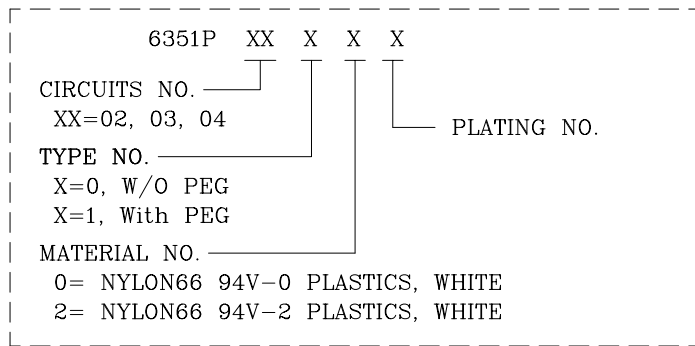 6351P XX X X X
CIRCUITS NO.
XX=02, 03, 04
PLATING NO.
TYPE NO.
X=0, W/O PEG
X=1, With PEG
MATERIAL NO.
0= NYLON66 94V-0 PLASTICS, WHITE
2= NYLON66 94V-2 PLASTICS, WHITE